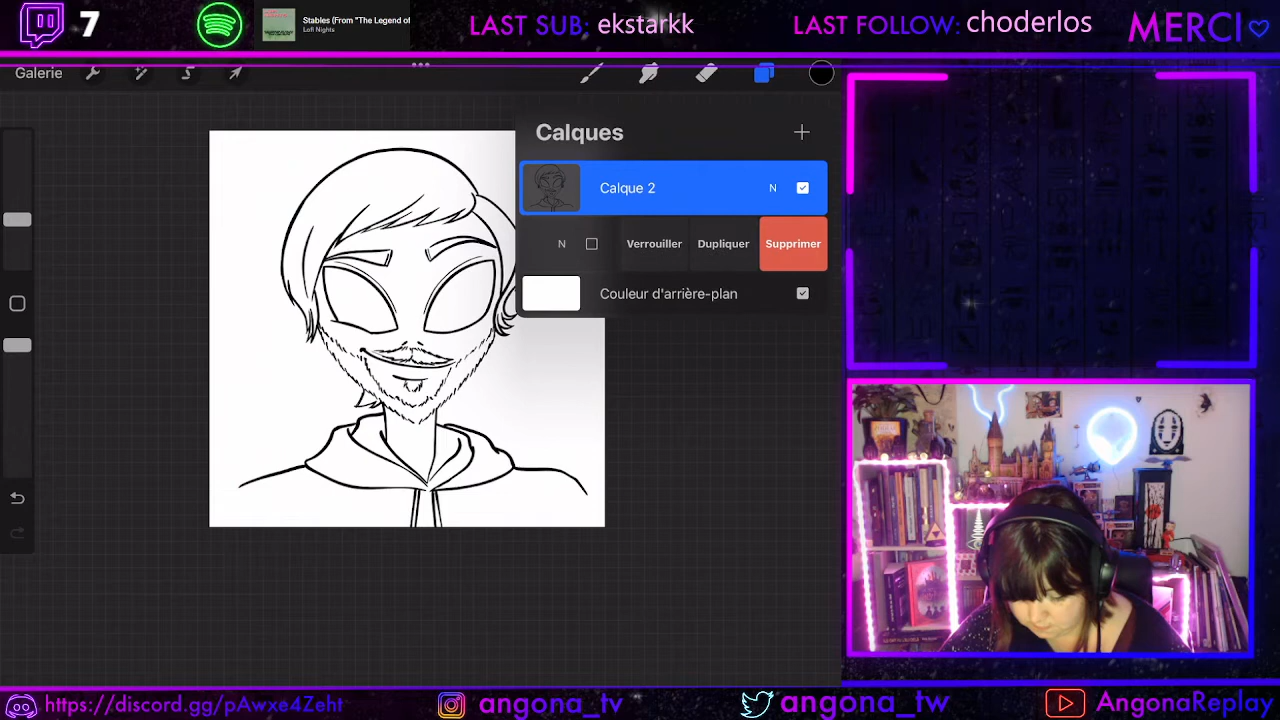 7
Stables (From "The Legend of
Lofi Nights
LAST SUB: ekstarkk
LAST FOLLOW: choderlos
MERCI
Galerie
Calques
Calque 2
N
N
Verrouiller
Dupliquer
Supprimer
Couleur d'arrière-plan
https://discord.gg/pAwxe4Zeht
angona_tv
angona_tw
AngonaReplay